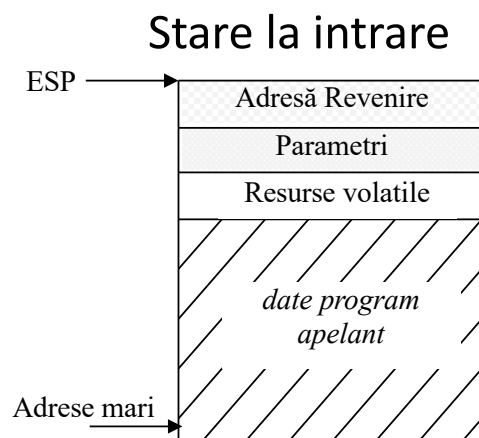 Stare la intrare
ESP
Adresă Revenire
Parametri
Resurse volatile
date program
apelant
Adrese mari